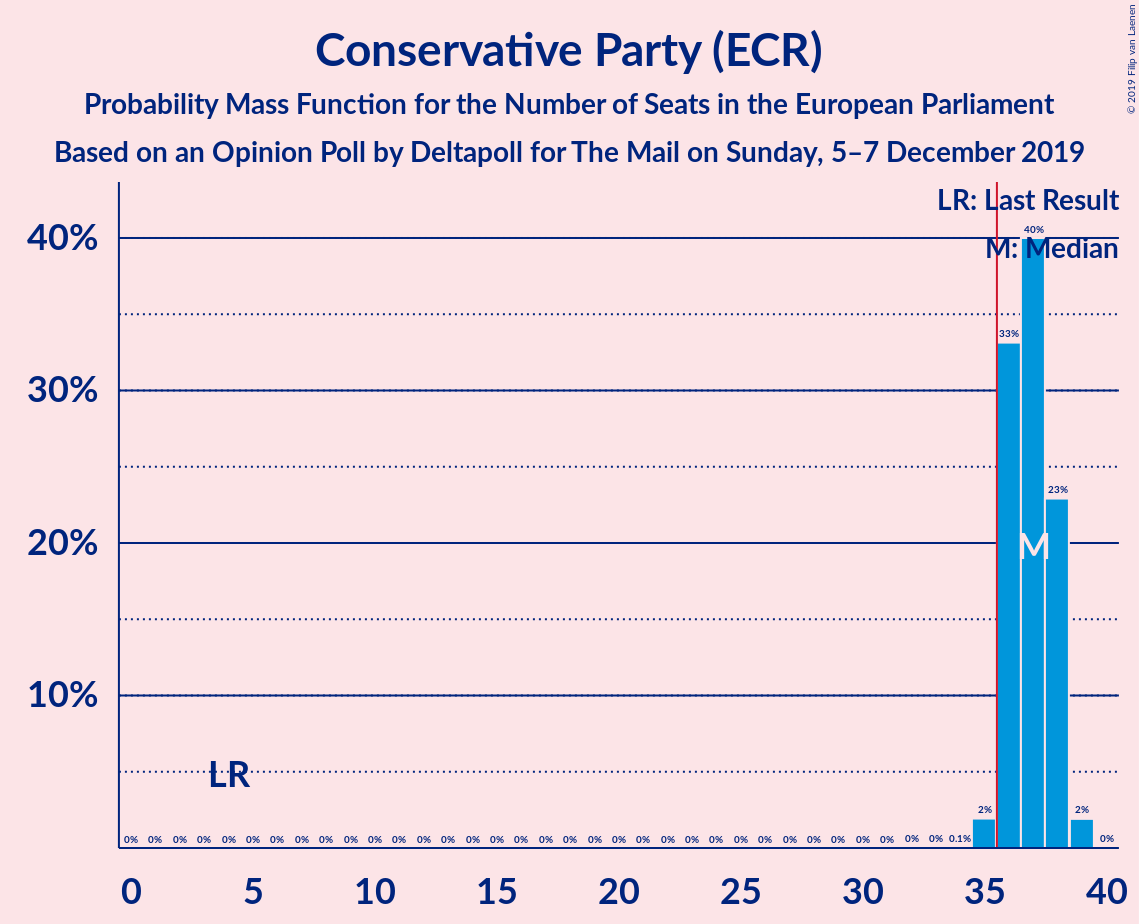 Conservative Party (ECR)
Probability Mass Function for the Number of Seats in the European Parliament
Based on an Opinion Poll by Deltapoll for The Mail on Sunday, 5–7 December 2019
© 2019 Filip van Laenen
LR: Last Result
M: Median
40%
30%
20%
10%
40%
33%
23%
M
LR
0% 0% 0% 0% 0% 0% 0% 0% 0% 0% 0% 0% 0% 0% 0% 0% 0% 0% 0% 0% 0% 0% 0% 0% 0% 0% 0% 0% 0% 0% 0% 0% 0% 0% 0.1% 2% 2% 0%
0 5 10 15 20 25 30 35 40